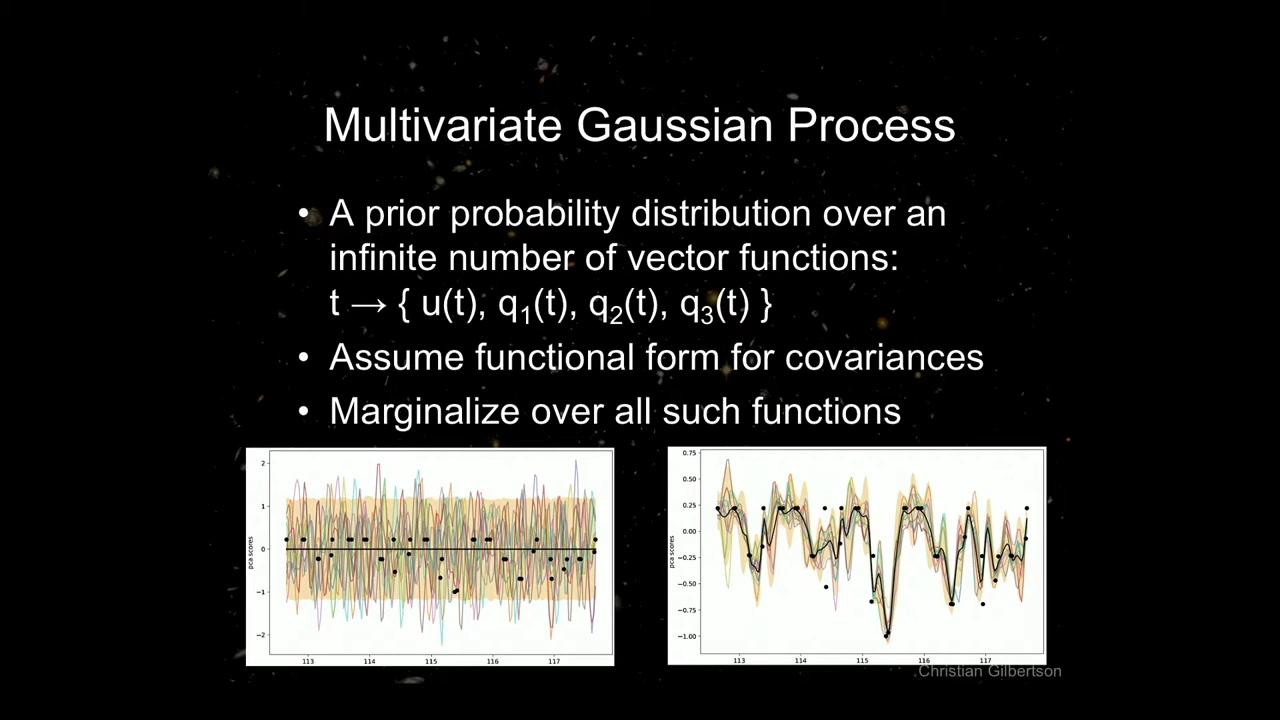 Multivariate Gaussian Process
• A prior probability distribution over an
infinite number of vector functions:
t → { u(t), q₁(t), q₂(t), q₃(t) }
• Assume functional form for covariances
• Marginalize over all such functions
2
1
0
−1
−2
pca scores
113
114
115
116
117
0.75
0.50
0.25
0.00
−0.25
−0.50
−0.75
−1.00
pca scores
113
114
115
116
117
Christian Gilbertson